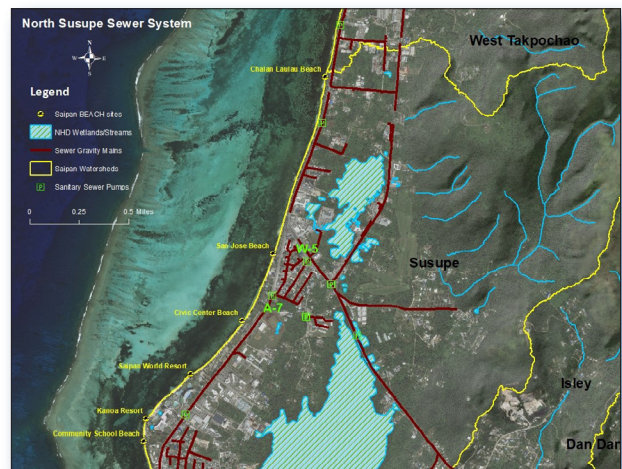 North Susupe Sewer System
N
W
E
S
Legend
Saipan BEACH sites
NHD Wetlands/Streams
Sewer Gravity Mains
Saipan Watersheds
P
Sanitary Sewer Pumps
0
0.25
0.5 Miles
West Takpochao
Chalan Laulau Beach
San Jose Beach
W-5
Susupe
A-7
Civic Center Beach
Saipan World Resort
Isley
Kanoa Resort
Community School Beach
Dan Dan